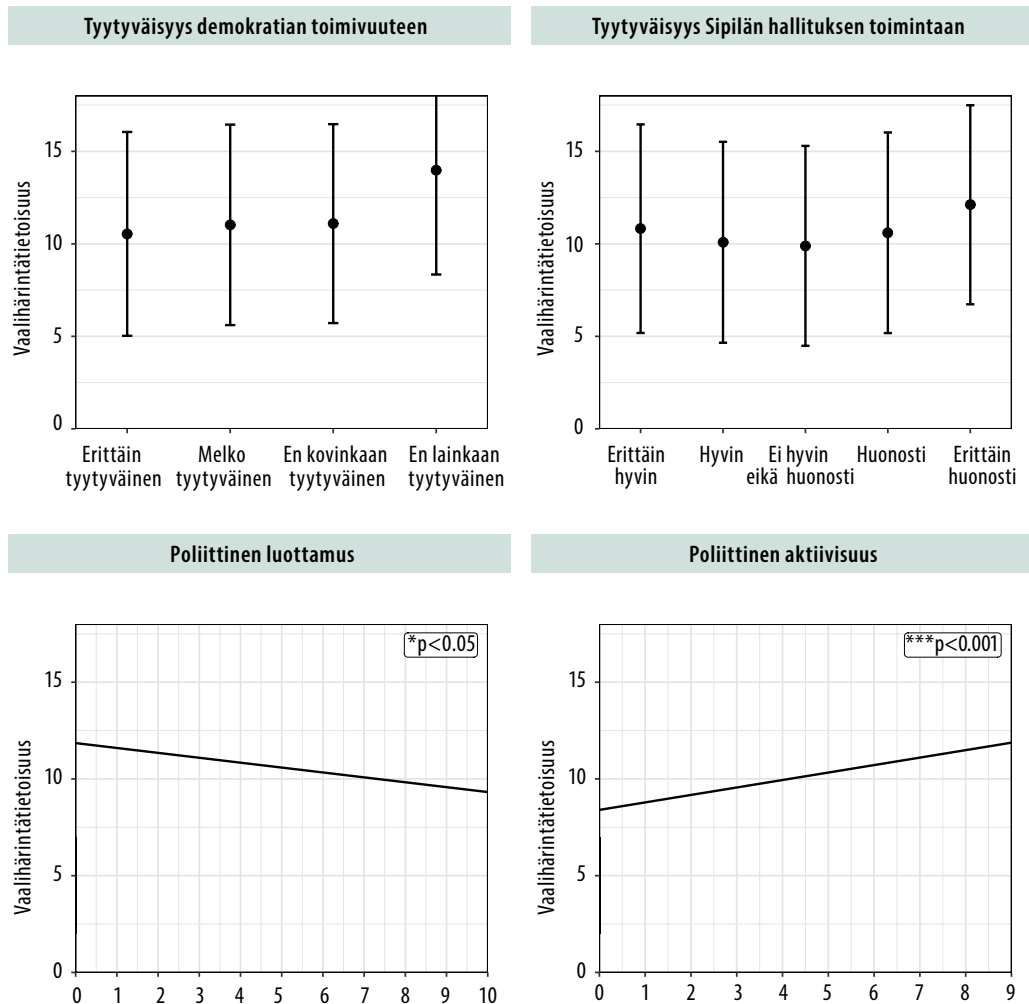 Tyytyväisyys demokratian toimivuuteen
Vaalihärintätietoisuus
15
10
5
0
Erittäin tyytyväinen
Melko tyytyväinen
En kovinkaan tyytyväinen
En lainkaan tyytyväinen
Tyytyväisyys Sipilän hallituksen toimintaan
Vaalihärintätietoisuus
15
10
5
0
Erittäin hyvin
Hyvin
Ei hyvin eikä huonosti
Huonosti
Erittäin huonosti
Poliittinen luottamus
*p<0.05
Vaalihärintätietoisuus
15
10
5
0
0 1 2 3 4 5 6 7 8 9 10
Poliittinen aktiivisuus
***p<0.001
Vaalihärintätietoisuus
15
10
5
0
0 1 2 3 4 5 6 7 8 9